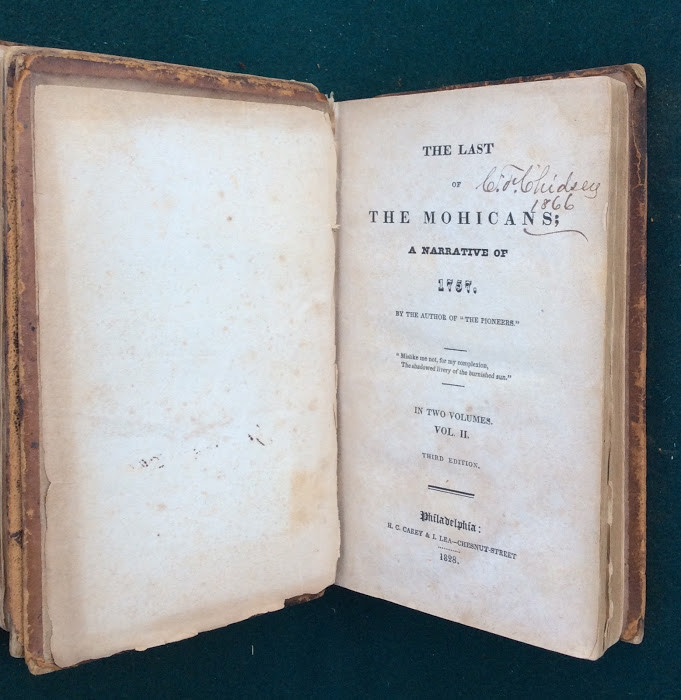 THE LAST
OF
C. F. Chidsey
1866
THE MOHICANS;
A NARRATIVE OF
1757.
BY THE AUTHOR OF "THE PIONEERS."
"Mislike me not, for my complexion,
The shadowed livery of the burnished sun."
IN TWO VOLUMES.
VOL. II.
THIRD EDITION.
Philadelphia:
H. C. CAREY & I. LEA—CHESNUT-STREET
1828.